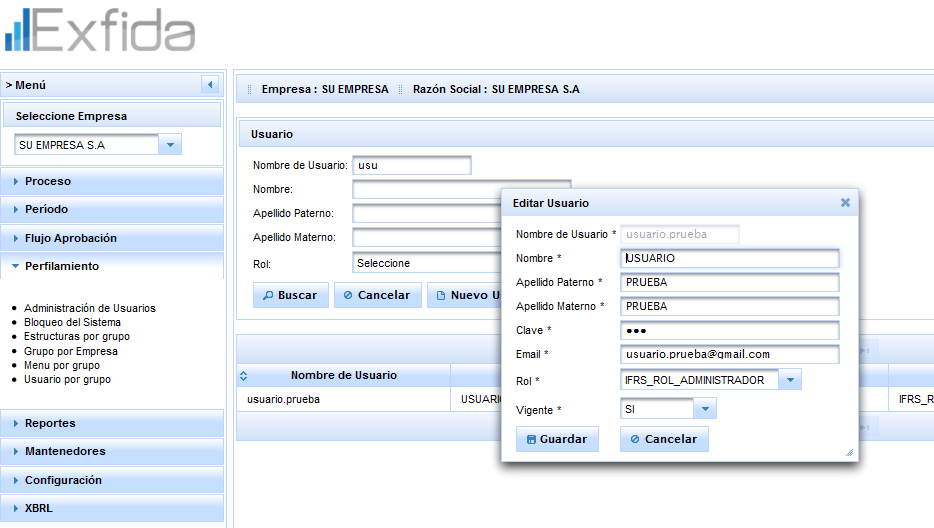 Exfida
> Menú
Seleccione Empresa
SU EMPRESA S.A
Proceso
Período
Flujo Aprobación
Perfilamiento
Administración de Usuarios
Bloqueo del Sistema
Estructuras por grupo
Grupo por Empresa
Menu por grupo
Usuario por grupo
Reportes
Mantenedores
Configuración
XBRL
Empresa : SU EMPRESA Razón Social : SU EMPRESA S.A
Usuario
Nombre de Usuario: usu
Nombre:
Apellido Paterno:
Apellido Materno:
Rol: Seleccione
Buscar Cancelar Nuevo U
Nombre de Usuario
usuario.prueba USUARIO IFRS_R
Editar Usuario
Nombre de Usuario * usuario.prueba
Nombre * USUARIO
Apellido Paterno * PRUEBA
Apellido Materno * PRUEBA
Clave * ●●●
Email * usuario.prueba@gmail.com
Rol * IFRS_ROL_ADMINISTRADOR
Vigente * SI
Guardar Cancelar